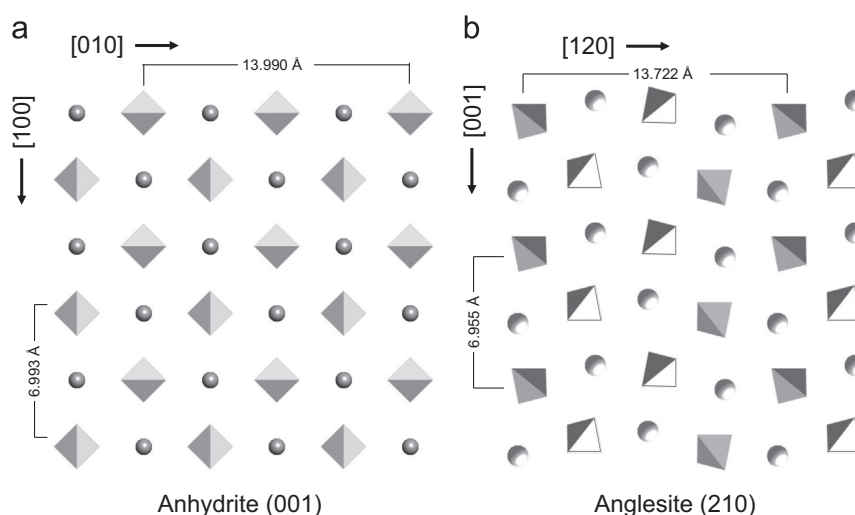 a
[010]
13.990 Å
[100]
6.993 Å
Anhydrite (001)
b
[120]
13.722 Å
[001]
6.955 Å
Anglesite (210)